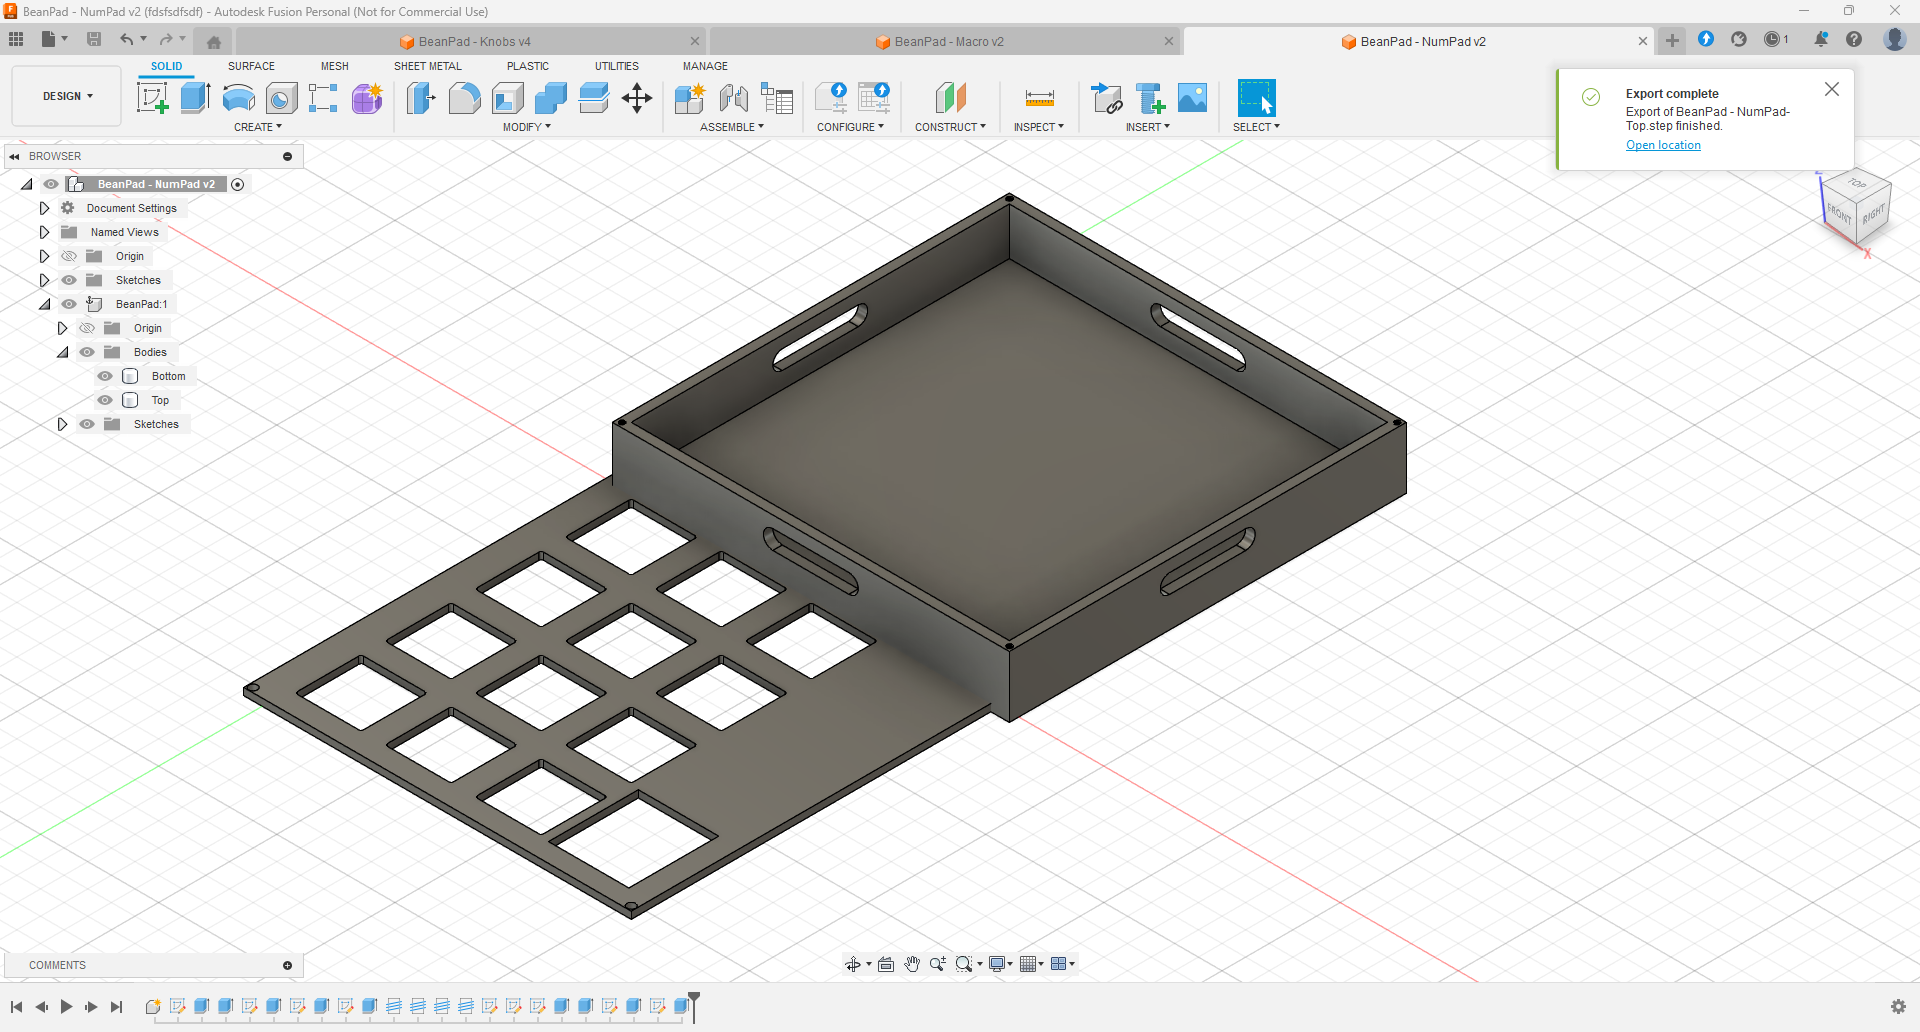 BeanPad - NumPad v2 (fdsfsdfsdf) - Autodesk Fusion Personal (Not for Commercial Use)
BeanPad - Knobs v4
BeanPad - Macro v2
BeanPad - NumPad v2
1
DESIGN
SOLID
SURFACE
MESH
SHEET METAL
PLASTIC
UTILITIES
MANAGE
CREATE
MODIFY
ASSEMBLE
CONFIGURE
CONSTRUCT
INSPECT
INSERT
SELECT
Export complete
Export of BeanPad - NumPad-
Top.step finished.
Open location
BROWSER
BeanPad - NumPad v2
Document Settings
Named Views
Origin
Sketches
BeanPad:1
Origin
Bodies
Bottom
Top
Sketches
Z
TOP
FRONT
RIGHT
X
COMMENTS